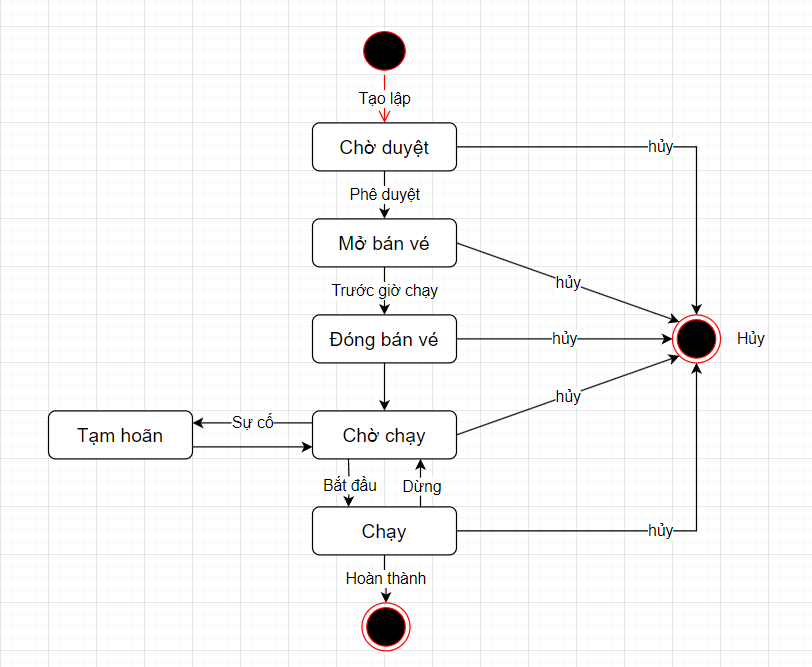 Tạo lập
Chờ duyệt
hủy
Phê duyệt
Mở bán vé
hủy
Trước giờ chạy
Đóng bán vé
hủy
Hủy
hủy
Tạm hoãn
Sự cố
Chờ chạy
Bắt đầu
Dừng
Chạy
hủy
Hoàn thành